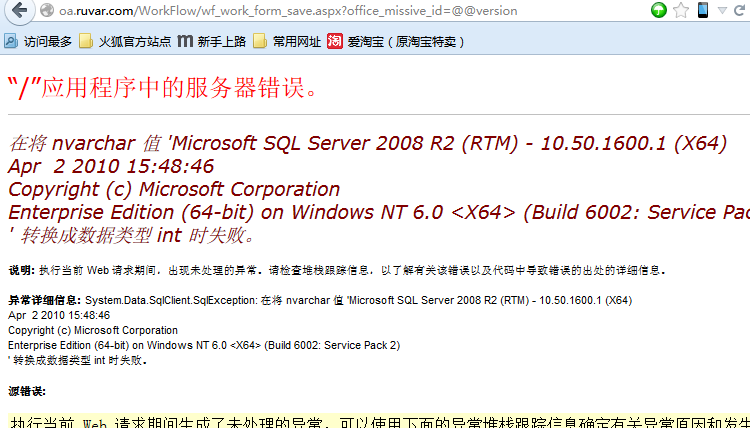 oa.ruvar.com/WorkFlow/wf_work_form_save.aspx?office_missive_id=@@version
访问最多 火狐官方站点 新手上路 常用网址 爱淘宝（原淘宝特卖）
“/”应用程序中的服务器错误。
在将 nvarchar 值 'Microsoft SQL Server 2008 R2 (RTM) - 10.50.1600.1 (X64)
Apr 2 2010 15:48:46
Copyright (c) Microsoft Corporation
Enterprise Edition (64-bit) on Windows NT 6.0 <X64> (Build 6002: Service Pac
' 转换成数据类型 int 时失败。
说明: 执行当前 Web 请求期间，出现未处理的异常。请检查堆栈跟踪信息，以了解有关该错误以及代码中导致错误的出处的详细信息。
异常详细信息: System.Data.SqlClient.SqlException: 在将 nvarchar 值 'Microsoft SQL Server 2008 R2 (RTM) - 10.50.1600.1 (X64)
Apr 2 2010 15:48:46
Copyright (c) Microsoft Corporation
Enterprise Edition (64-bit) on Windows NT 6.0 <X64> (Build 6002: Service Pack 2)
' 转换成数据类型 int 时失败。
源错误:
执行当前 Web 请求期间生成了未处理的异常。可以使用下面的异常堆栈跟踪信息确定有关异常原因和发生